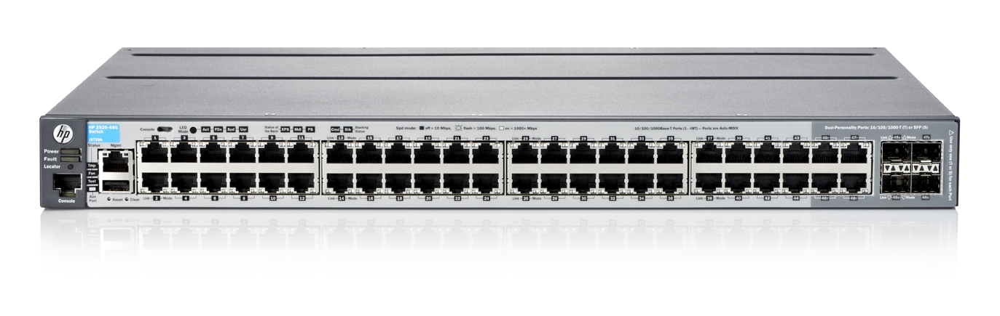 hp
HP 2920-48G
Switch
J9728A
Power
Fault
Locator
Console
Status
Mgmt
Tmp
Fan
Test
Aux
Port
Reset
Clear
Console
LED
Mode
Act FDx Spd Usr
Status of
the Back
XPS Mdl PS
Cmd Stk
Stacking
Status
Spd mode: off = 10 Mbps, flash = 100 Mbps, on = 1000+ Mbps
10/100/1000Base-T Ports (1 - 48T) — Ports are Auto-MDIX
Dual-Personality Ports: 10/100/1000-T (T) or SFP (S)
1 3 5 7 9 11
Link 13 Mode 15 17 19 21 23
25 27 29 31 33 35
37 Mode 39 41 43 45T 47T
Link 45S Mode 47S
Link 2 Mode 4 6 8 10 12
Link 14 Mode 16 18 20 22 24
Link 26 Mode 28 30 32 34 36
Link 38 Mode 40 42 44 46T 48T
Link 46S Mode 48S
Use only one (T or S) for each Port